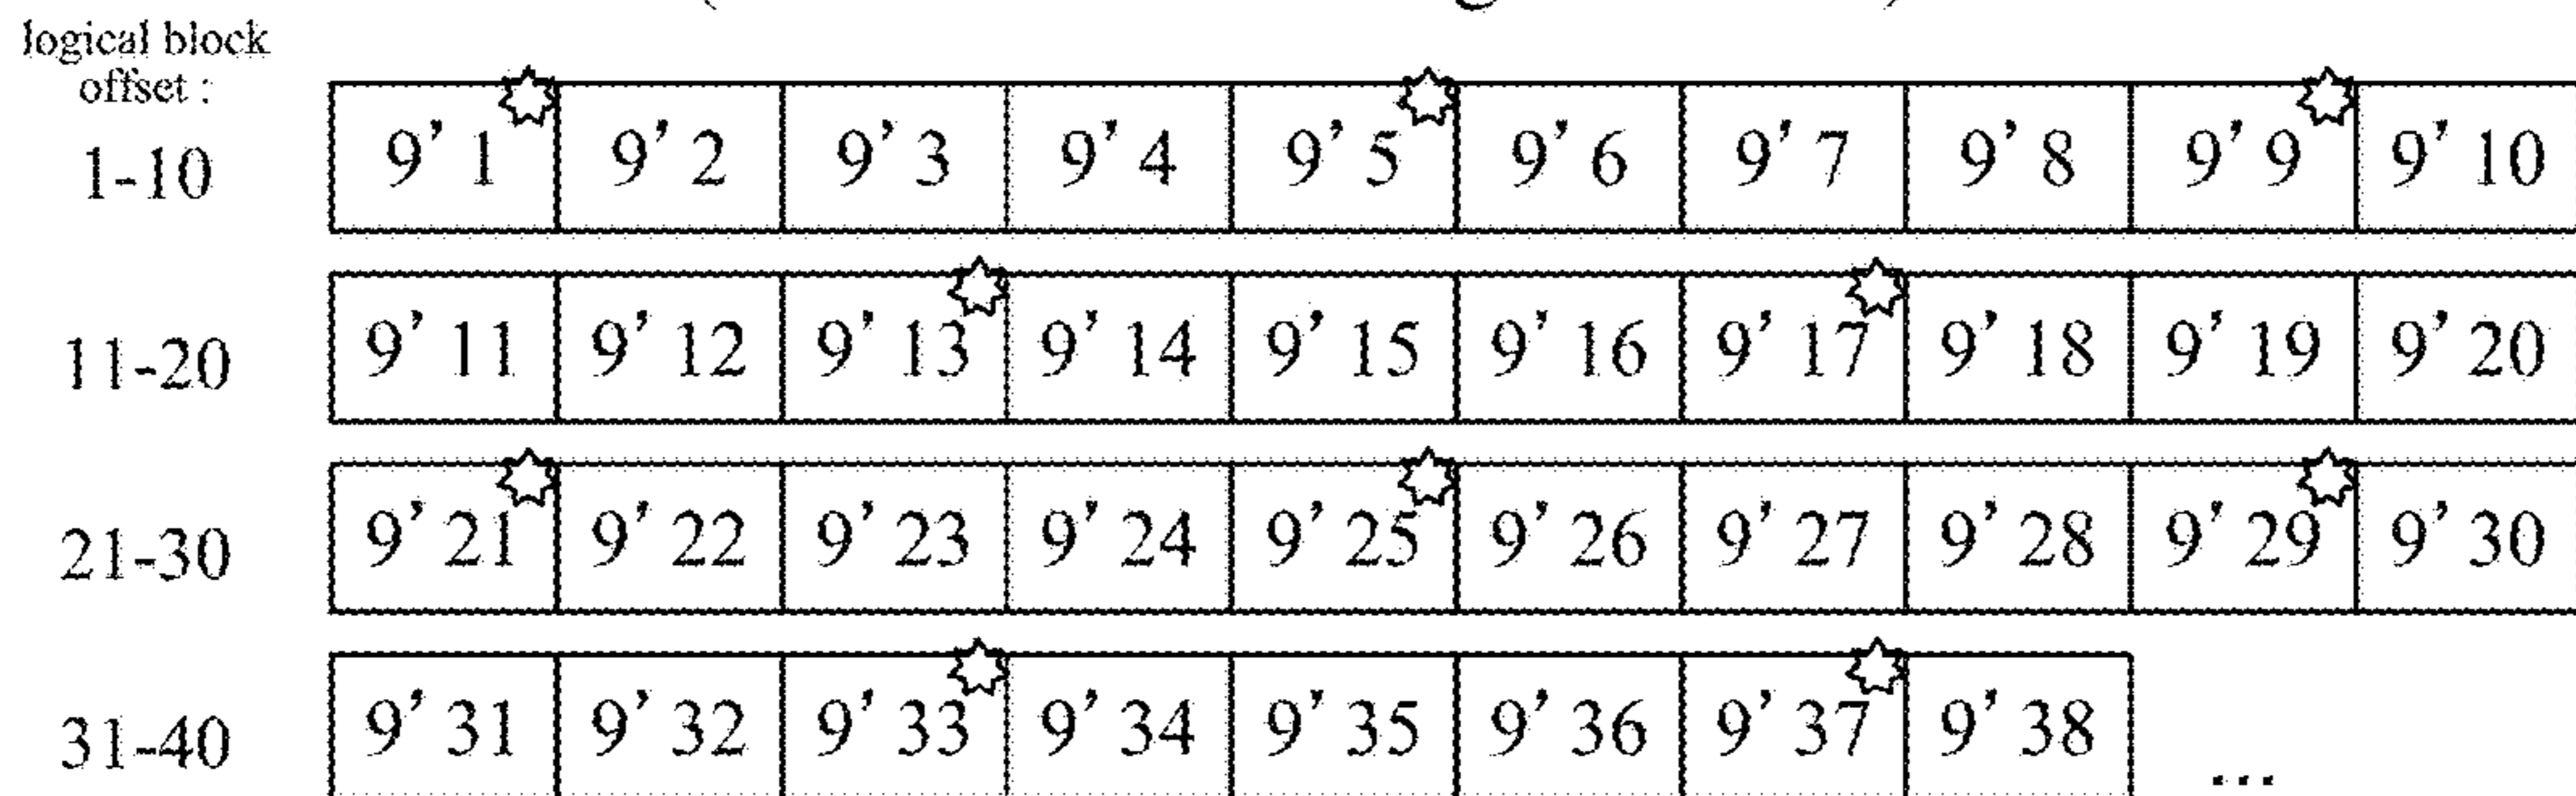 logical block
offset :
1-10 9’ 1 9’ 2 9’ 3 9’ 4 9’ 5 9’ 6 9’ 7 9’ 8 9’ 9 9’ 10
11-20 9’ 11 9’ 12 9’ 13 9’ 14 9’ 15 9’ 16 9’ 17 9’ 18 9’ 19 9’ 20
21-30 9’ 21 9’ 22 9’ 23 9’ 24 9’ 25 9’ 26 9’ 27 9’ 28 9’ 29 9’ 30
31-40 9’ 31 9’ 32 9’ 33 9’ 34 9’ 35 9’ 36 9’ 37 9’ 38 ...